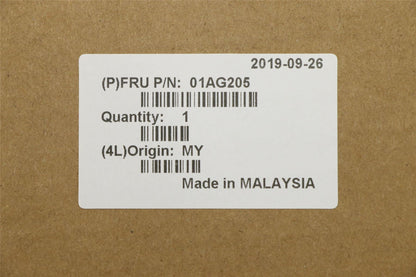 2019-09-26
(P)FRU P/N: 01AG205
Quantity: 1
(4L)Origin: MY
Made in MALAYSIA